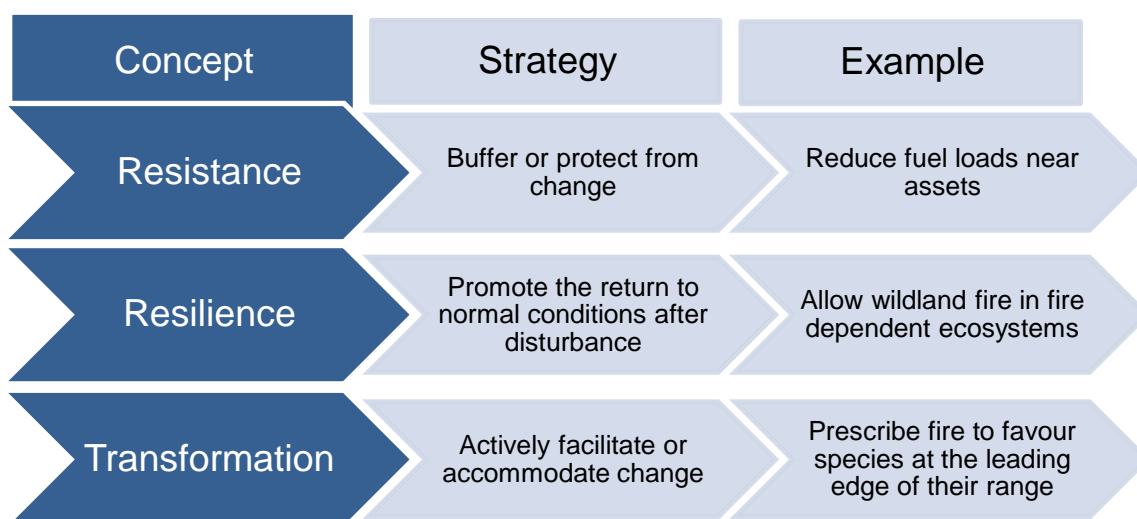 Concept
Strategy
Example
Resistance
Buffer or protect from
change
Reduce fuel loads near
assets
Resilience
Promote the return to
normal conditions after
disturbance
Allow wildland fire in fire
dependent ecosystems
Transformation
Actively facilitate or
accommodate change
Prescribe fire to favour
species at the leading
edge of their range